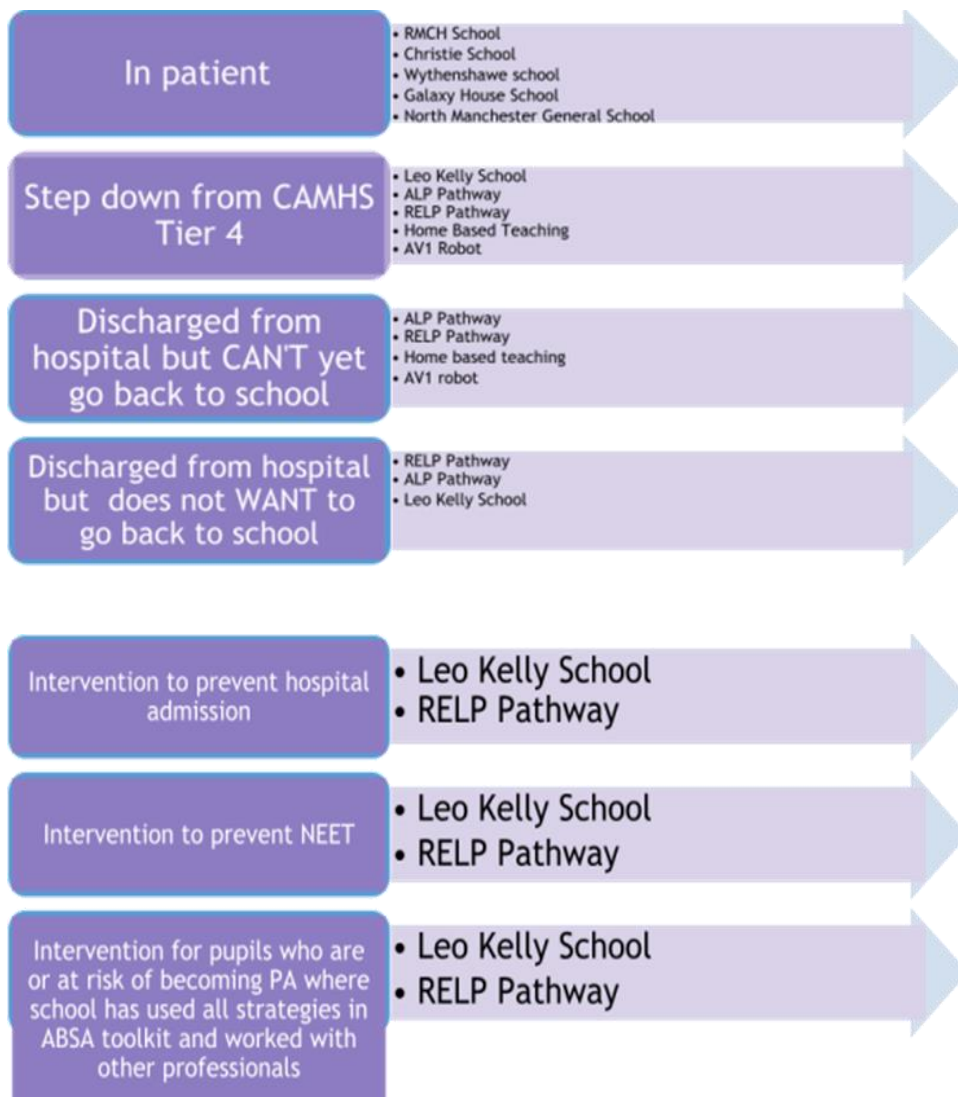 In patient
• RMCH School
• Christie School
• Wythenshawe school
• Galaxy House School
• North Manchester General School
Step down from CAMHS
Tier 4
• Leo Kelly School
• ALP Pathway
• RELP Pathway
• Home Based Teaching
• AV1 Robot
Discharged from
hospital but CAN'T yet
go back to school
• ALP Pathway
• RELP Pathway
• Home based teaching
• AV1 robot
Discharged from hospital
but does not WANT to
go back to school
• RELP Pathway
• ALP Pathway
• Leo Kelly School
Intervention to prevent hospital
admission
• Leo Kelly School
• RELP Pathway
Intervention to prevent NEET
• Leo Kelly School
• RELP Pathway
Intervention for pupils who are
or at risk of becoming PA where
school has used all strategies in
ABSA toolkit and worked with
other professionals
• Leo Kelly School
• RELP Pathway